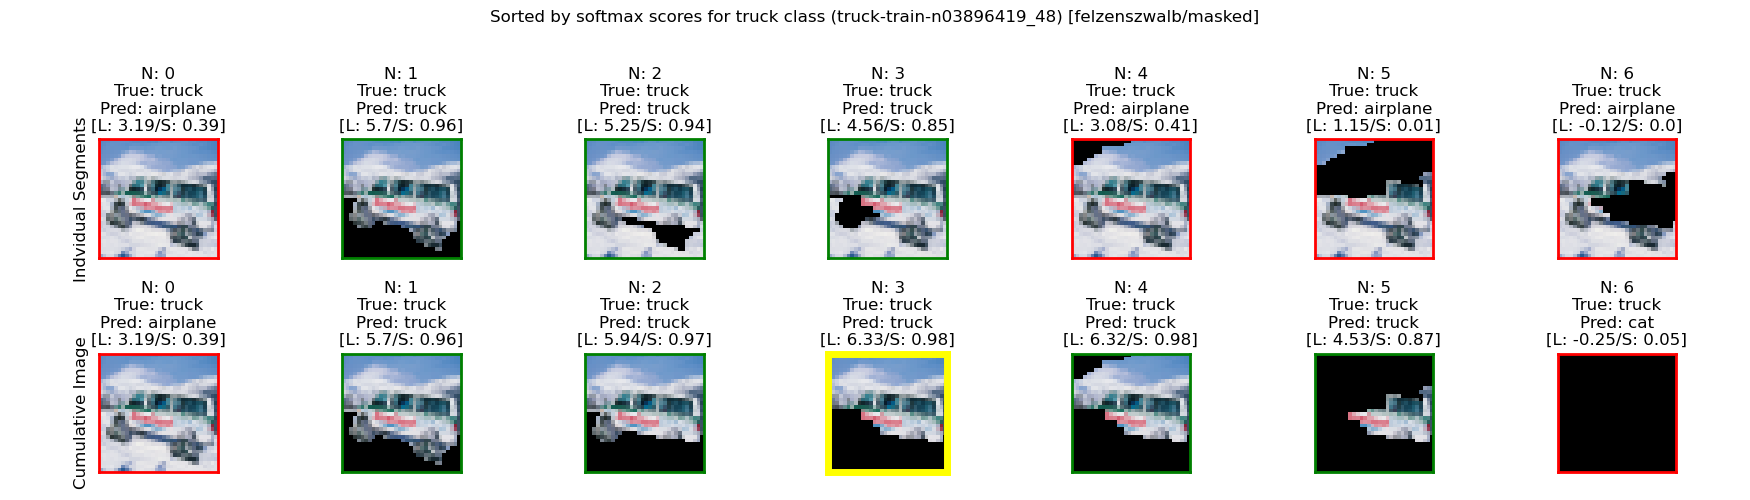 Sorted by softmax scores for truck class (truck-train-n03896419_48) [felzenszwalb/masked]
Indvidual Segments
N: 0
True: truck
Pred: airplane
[L: 3.19/S: 0.39]
N: 1
True: truck
Pred: truck
[L: 5.7/S: 0.96]
N: 2
True: truck
Pred: truck
[L: 5.25/S: 0.94]
N: 3
True: truck
Pred: truck
[L: 4.56/S: 0.85]
N: 4
True: truck
Pred: airplane
[L: 3.08/S: 0.41]
N: 5
True: truck
Pred: airplane
[L: 1.15/S: 0.01]
N: 6
True: truck
Pred: airplane
[L: -0.12/S: 0.0]
Cumulative Image
N: 0
True: truck
Pred: airplane
[L: 3.19/S: 0.39]
N: 1
True: truck
Pred: truck
[L: 5.7/S: 0.96]
N: 2
True: truck
Pred: truck
[L: 5.94/S: 0.97]
N: 3
True: truck
Pred: truck
[L: 6.33/S: 0.98]
N: 4
True: truck
Pred: truck
[L: 6.32/S: 0.98]
N: 5
True: truck
Pred: truck
[L: 4.53/S: 0.87]
N: 6
True: truck
Pred: cat
[L: -0.25/S: 0.05]